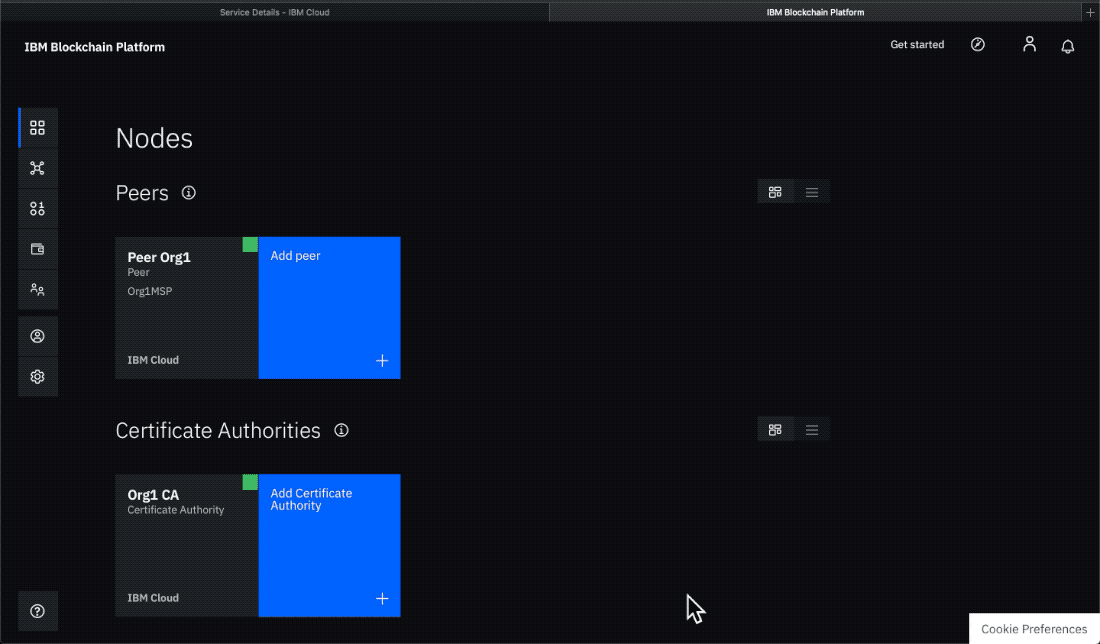 Service Details - IBM Cloud
IBM Blockchain Platform
IBM Blockchain Platform
Get started
Nodes
Peers
Peer Org1
Peer
Org1MSP
IBM Cloud
Add peer
Certificate Authorities
Org1 CA
Certificate Authority
IBM Cloud
Add Certificate
Authority
Cookie Preferences